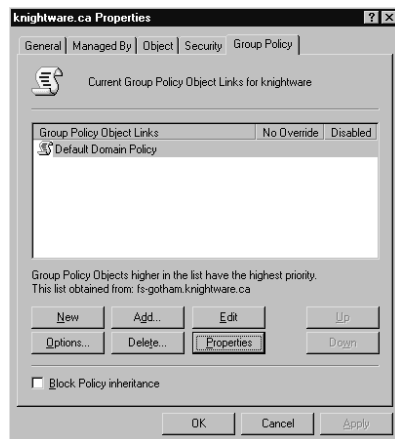 knightware.ca Properties ? X
General Managed By Object Security Group Policy
Current Group Policy Object Links for knightware
Group Policy Object Links No Override Disabled
Default Domain Policy
Group Policy Objects higher in the list have the highest priority.
This list obtained from: fs-gotham.knightware.ca
New Add... Edit Up
Options... Delete... Properties Down
Block Policy inheritance
OK Cancel Apply